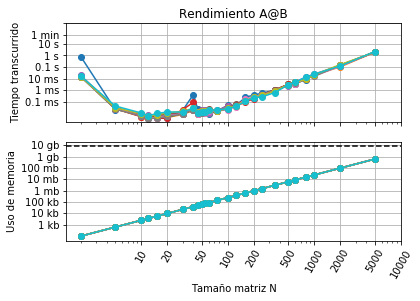 Rendimiento A@B
Tiempo transcurrido
1 min
10 s
1 s
0.1 s
10 ms
1 ms
0.1 ms
Uso de memoria
10 gb
1 gb
100 mb
10 mb
1 mb
100 kb
10 kb
1 kb
10
20
50
100
200
500
1000
2000
5000
10000
Tamaño matriz N